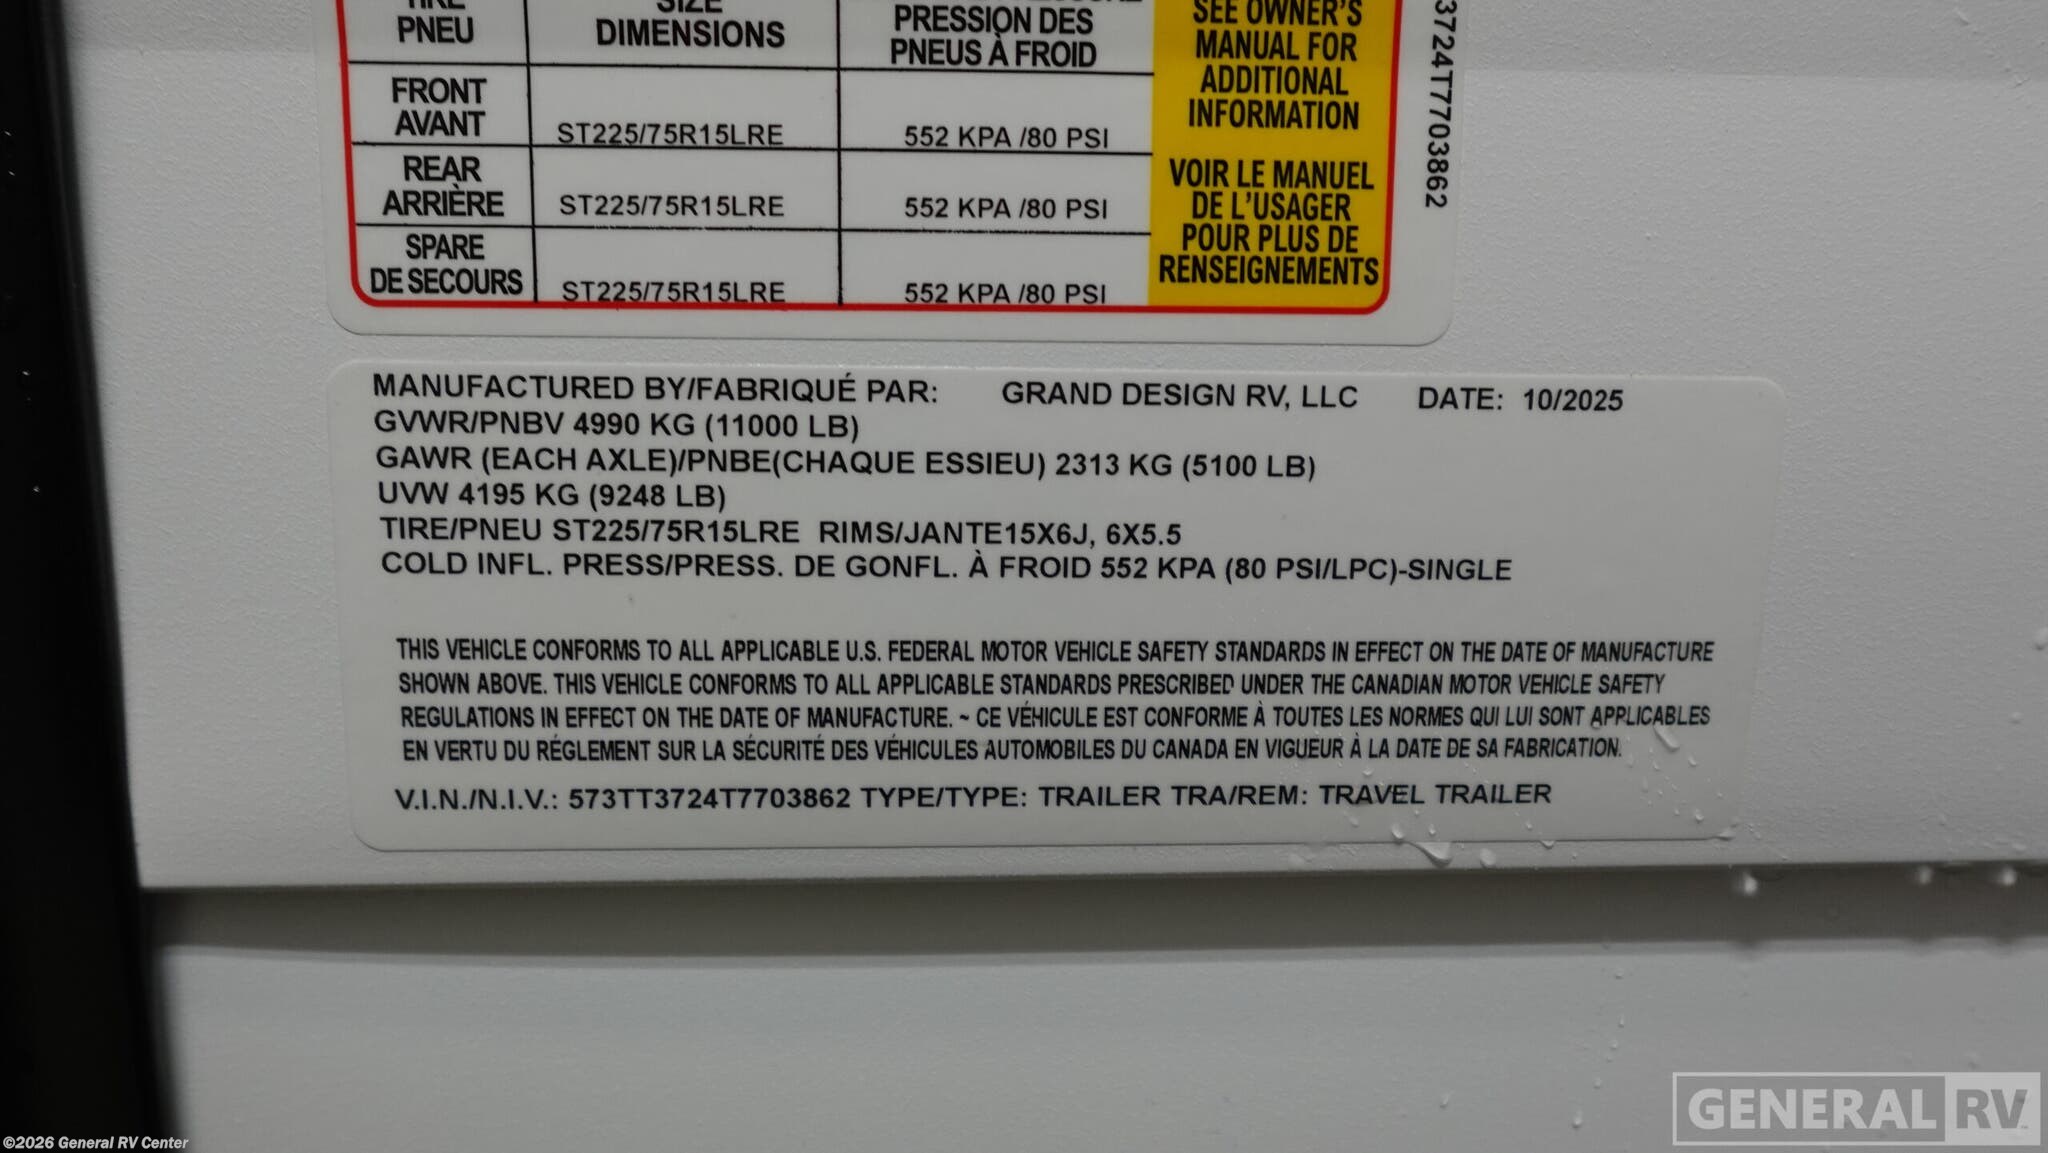 TIRE SIZE
PNEU DIMENSIONS PRESSION DES
PNEUS À FROID
FRONT
AVANT ST225/75R15LRE 552 KPA /80 PSI
REAR
ARRIÈRE ST225/75R15LRE 552 KPA /80 PSI
SPARE
DE SECOURS ST225/75R15LRE 552 KPA /80 PSI
SEE OWNER'S
MANUAL FOR
ADDITIONAL
INFORMATION
VOIR LE MANUEL
DE L'USAGER
POUR PLUS DE
RENSEIGNEMENTS
3724T7703862
MANUFACTURED BY/FABRIQUÉ PAR: GRAND DESIGN RV, LLC DATE: 10/2025
GVWR/PNBV 4990 KG (11000 LB)
GAWR (EACH AXLE)/PNBE(CHAQUE ESSIEU) 2313 KG (5100 LB)
UVW 4195 KG (9248 LB)
TIRE/PNEU ST225/75R15LRE RIMS/JANTE15X6J, 6X5.5
COLD INFL. PRESS/PRESS. DE GONFL. À FROID 552 KPA (80 PSI/LPC)-SINGLE
THIS VEHICLE CONFORMS TO ALL APPLICABLE U.S. FEDERAL MOTOR VEHICLE SAFETY STANDARDS IN EFFECT ON THE DATE OF MANUFACTURE
SHOWN ABOVE. THIS VEHICLE CONFORMS TO ALL APPLICABLE STANDARDS PRESCRIBED UNDER THE CANADIAN MOTOR VEHICLE SAFETY
REGULATIONS IN EFFECT ON THE DATE OF MANUFACTURE. ~ CE VÉHICULE EST CONFORME À TOUTES LES NORMES QUI LUI SONT APPLICABLES
EN VERTU DU RÉGLEMENT SUR LA SÉCURITÉ DES VÉHICULES AUTOMOBILES DU CANADA EN VIGUEUR À LA DATE DE SA FABRICATION.
V.I.N./N.I.V.: 573TT3724T7703862 TYPE/TYPE: TRAILER TRA/REM: TRAVEL TRAILER
GENERAL RV
©2026 General RV Center